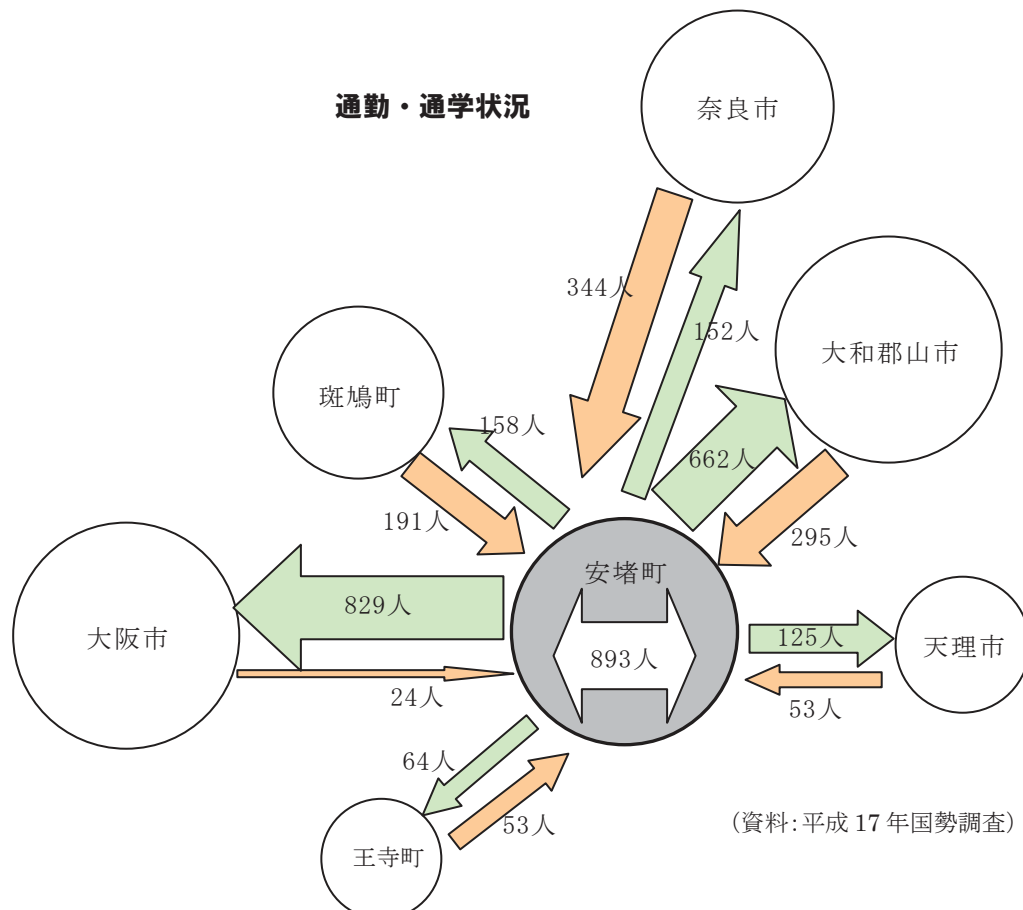 通勤・通学状況
奈良市
344人
152人
大和郡山市
斑鳩町
158人
662人
191人
295人
安堵町
829人
大阪市
893人
125人
天理市
24人
53人
64人
53人
王寺町
（資料：平成 17 年国勢調査）